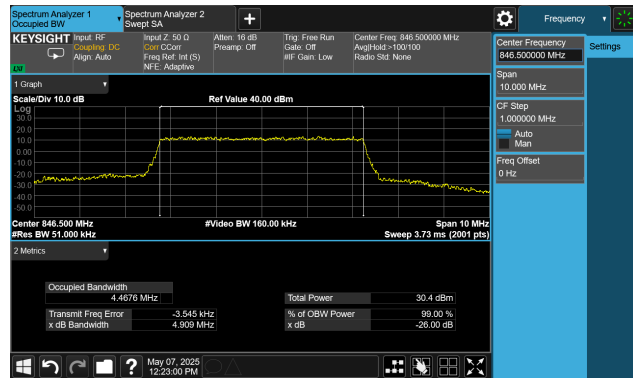 Spectrum Analyzer 1
Occupied BW
Spectrum Analyzer 2
Swept SA
+
Frequency
KEYSIGHT
Input: RF
Coupling: DC
Align: Auto
Input Z: 50 Ω
Corr CCorr
Freq Ref: Int (S)
NFE: Adaptive
Atten: 16 dB
Preamp: Off
Trig: Free Run
Gate: Off
#IF Gain: Low
Center Freq: 846.500000 MHz
Avg|Hold:>100/100
Radio Std: None
LXI
Center Frequency
846.500000 MHz
Settings
Span
10.000 MHz
CF Step
1.000000 MHz
Auto
Man
Freq Offset
0 Hz
1 Graph
Scale/Div 10.0 dB
Ref Value 40.00 dBm
Log
30.0
20.0
10.0
0.00
-10.0
-20.0
-30.0
-40.0
-50.0
Center 846.500 MHz
#Video BW 160.00 kHz
Span 10 MHz
#Res BW 51.000 kHz
Sweep 3.73 ms (2001 pts)
2 Metrics
Occupied Bandwidth
4.4676 MHz
Total Power
30.4 dBm
Transmit Freq Error
-3.545 kHz
% of OBW Power
99.00 %
x dB Bandwidth
4.909 MHz
x dB
-26.00 dB
?
May 07, 2025
12:23:00 PM